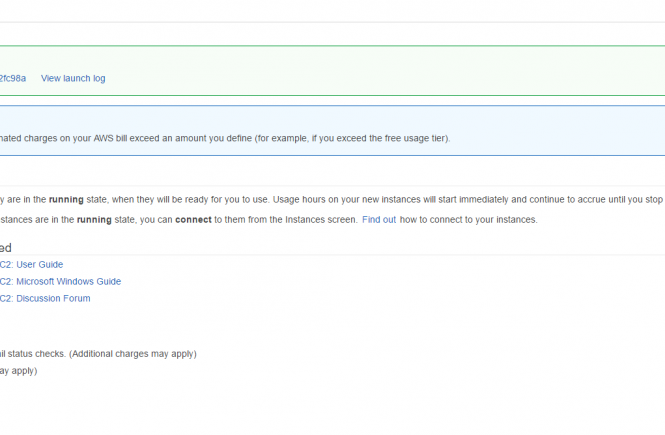 2fc98a View launch log
nated charges on your AWS bill exceed an amount you define (for example, if you exceed the free usage tier).
y are in the running state, when they will be ready for you to use. Usage hours on your new instances will start immediately and continue to accrue until you stop
stances are in the running state, you can connect to them from the Instances screen. Find out how to connect to your instances.
ed
C2: User Guide
C2: Microsoft Windows Guide
C2: Discussion Forum
il status checks. (Additional charges may apply)
ay apply)